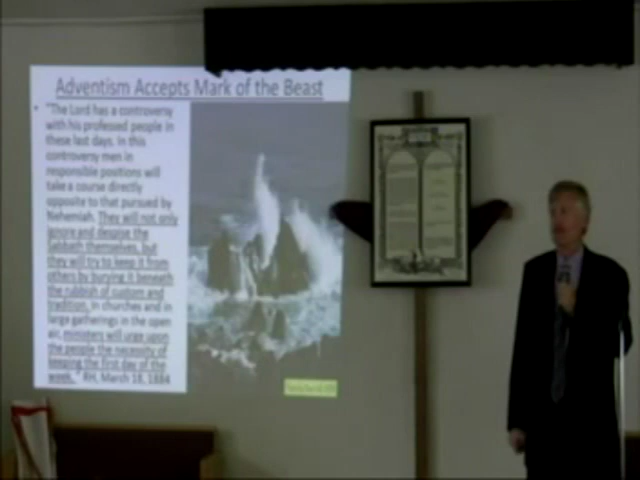 Adventism Accepts Mark of the Beast
• "The Lord has a controversy
with his professed people in
these last days. In this
controversy men in
responsible positions will
take a course directly
opposite to that pursued by
Nehemiah. They will not only
ignore and despise the
Sabbath themselves, but
they will try to keep it from
others by burying it beneath
the rubbish of custom and
tradition. In churches and in
large gatherings in the open
air, ministers will urge upon
the people the necessity of
keeping the first day of the
week." RH, March 18, 1884